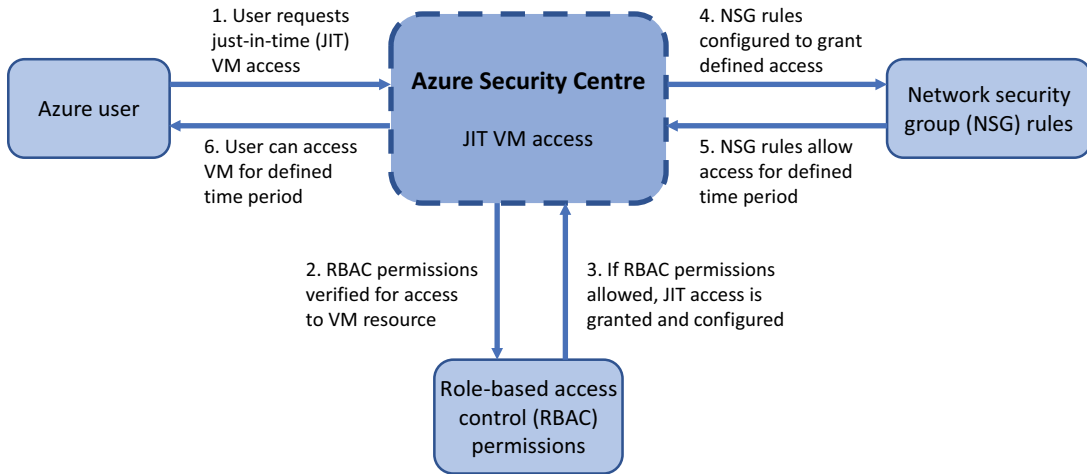 1. User requests
just-in-time (JIT)
VM access
4. NSG rules
configured to grant
defined access
Azure user
Azure Security Centre
JIT VM access
Network security
group (NSG) rules
6. User can access
VM for defined
time period
5. NSG rules allow
access for defined
time period
2. RBAC permissions
verified for access
to VM resource
3. If RBAC permissions
allowed, JIT access is
granted and configured
Role-based access
control (RBAC)
permissions